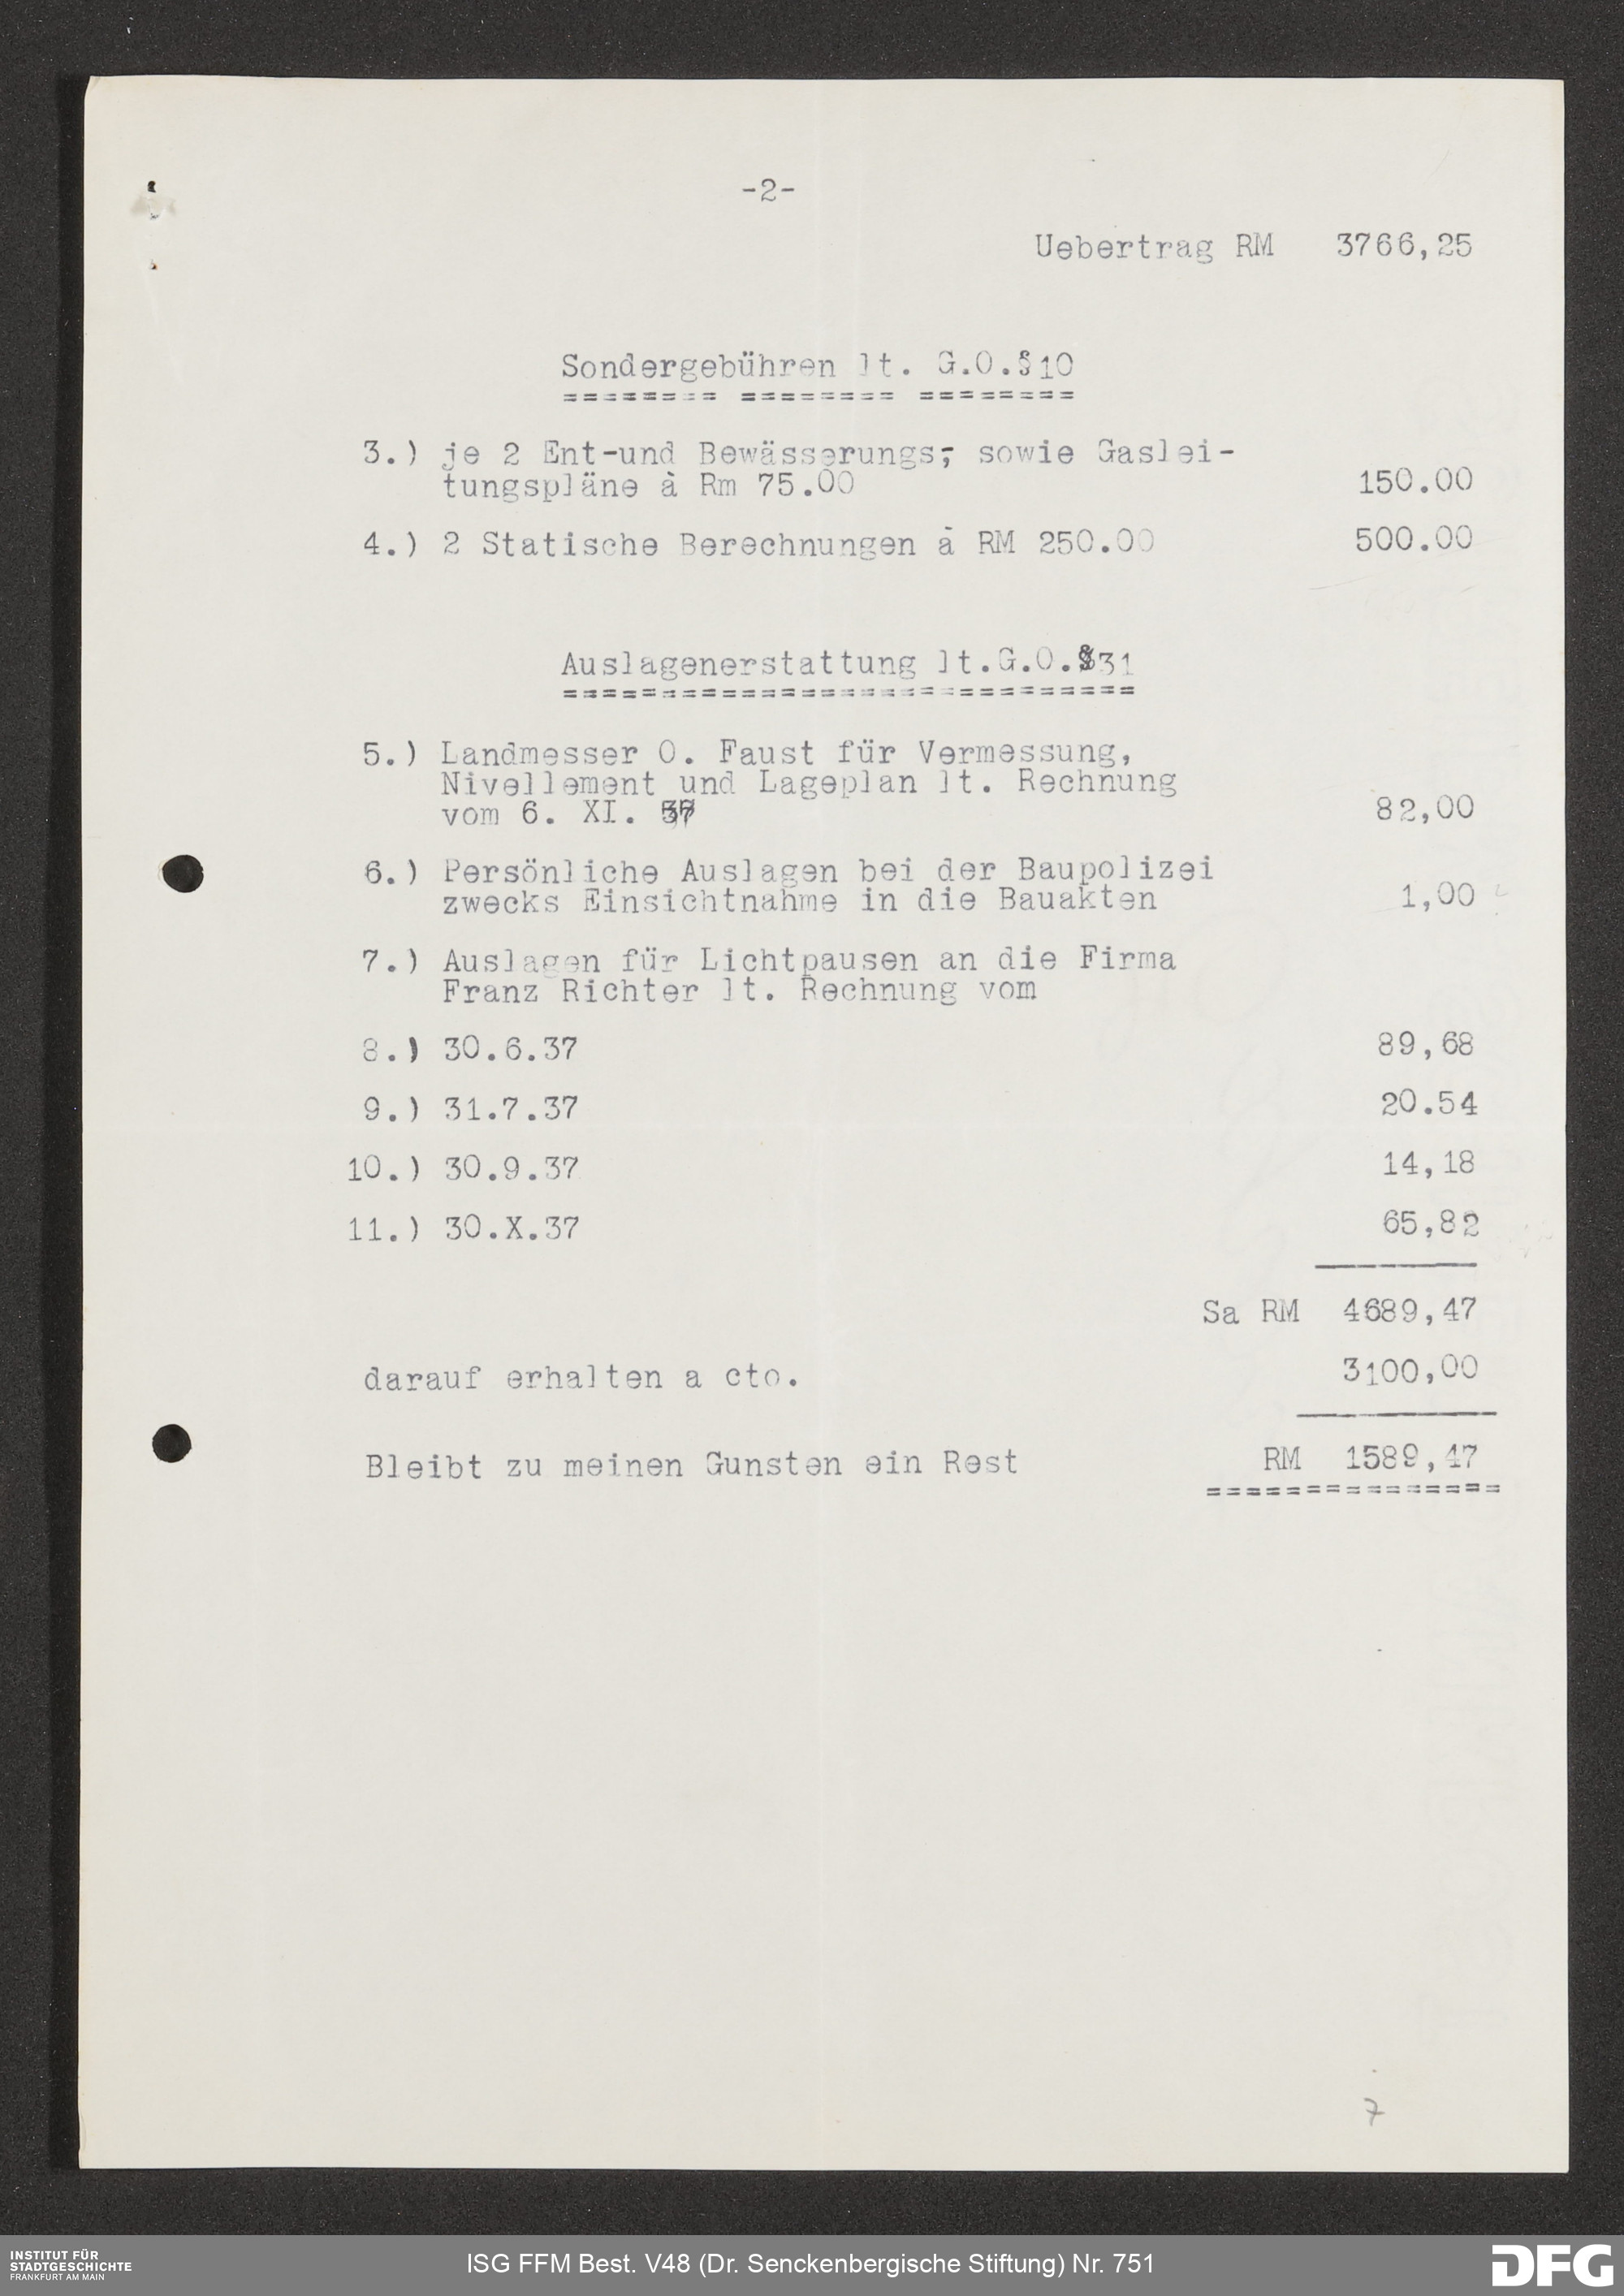 -2-
Uebertrag RM 3766,25
Sondergebühren lt. G.O.§10
======== ======== ========
3.) je 2 Ent-und Bewässerungs,- sowie Gaslei-
tungspläne à Rm 75.00 150.00
4.) 2 Statische Berechnungen à RM 250.00 500.00
Auslagenerstattung lt.G.O.§31
=============================
5.) Landmesser O. Faust für Vermessung,
Nivellement und Lageplan lt. Rechnung
vom 6. XI. 37 82,00
6.) Persönliche Auslagen bei der Baupolizei
zwecks Einsichtnahme in die Bauakten 1,00
7.) Auslagen für Lichtpausen an die Firma
Franz Richter lt. Rechnung vom
8.) 30.6.37 89,68
9.) 31.7.37 20.54
10.) 30.9.37 14,18
11.) 30.X.37 65,82
Sa RM 4689,47
darauf erhalten a cto. 3100,00
Bleibt zu meinen Gunsten ein Rest RM 1589,47
===============
7
INSTITUT FÜR
STADTGESCHICHTE
FRANKFURT AM MAIN
ISG FFM Best. V48 (Dr. Senckenbergische Stiftung) Nr. 751
DFG